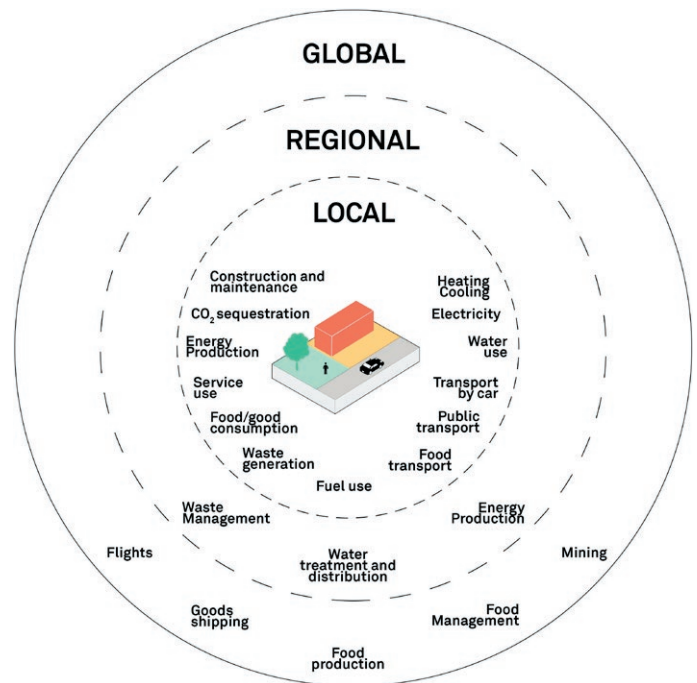 GLOBAL
REGIONAL
LOCAL
Construction and
maintenance
Heating
Cooling
CO₂ sequestration
Electricity
Energy
Production
Water
use
Service
use
Transport
by car
Food/good
consumption
Public
transport
Waste
generation
Food
transport
Fuel use
Waste
Management
Energy
Production
Flights
Water
treatment and
distribution
Mining
Goods
shipping
Food
Management
Food
production